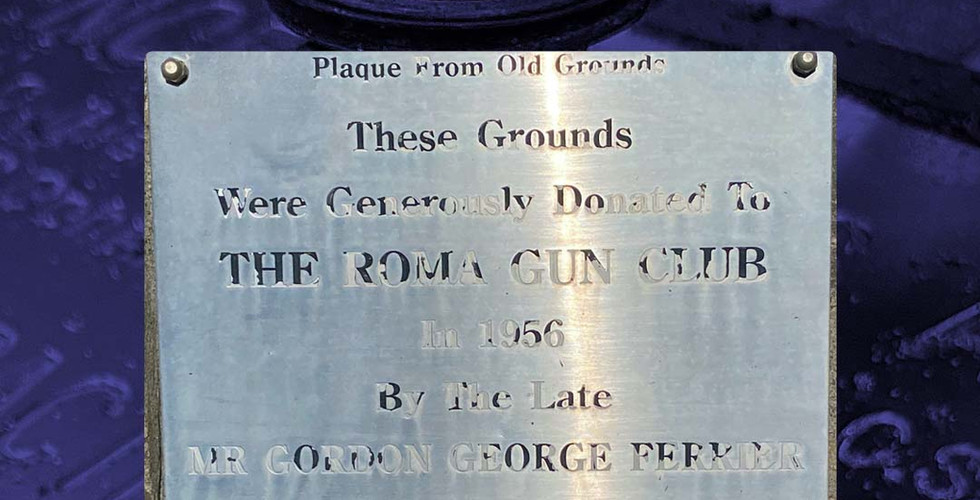 Plaque From Old Grounds
These Grounds
Were Generously Donated To
THE ROMA GUN CLUB
In 1956
By The Late
MR GORDON GEORGE FERRIER